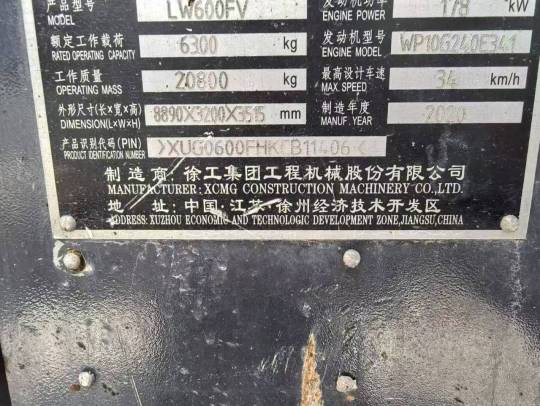 产品型号 LW600FV 发动机功率 178 kW
MODEL ENGINE POWER
额定工作载荷 6300 kg 发动机型号 WP10G240E341
RATED OPERATING CAPACITY ENGINE MODEL
工作质量 20800 kg 最高设计车速 34 km/h
OPERATING MASS MAX. SPEED
外形尺寸(长×宽×高) 8890X3200X3515 mm 制造年度 2020
DIMENSION(L×W×H) MANUF. YEAR
产品识别代码(PIN)
PRODUCT IDENTIFICATION NUMBER
制造商:徐工集团工程机械股份有限公司
MANUFACTURER: XCMG CONSTRUCTION MACHINERY CO.,LTD.
地 址:中国·江苏·徐州经济技术开发区
ADDRESS: XUZHOU ECONOMIC AND TECHNOLOGIC DEVELOPMENT ZONE,JIANGSU,CHINA